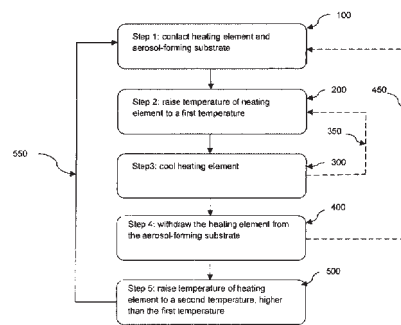 100
Step 1: contact heating element and
aerosol-forming substrate
200
450
Step 2: raise temperature of heating
element to a first temperature
350
550
300
Step3: cool heating element
400
Step 4: withdraw the heating element from
the aerosol-forming substrate
500
Step 5: raise temperature of heating
element to a second temperature, higher
than the first temperature